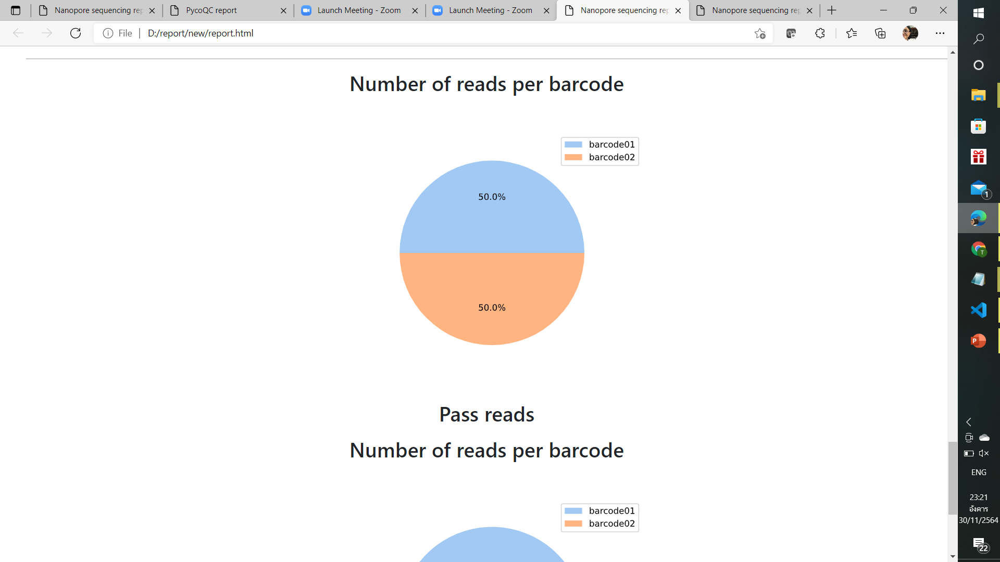 Nanopore sequencing rep
PycoQC report
Launch Meeting - Zoom
Launch Meeting - Zoom
Nanopore sequencing rep
Nanopore sequencing rep
File
D:/report/new/report.html
Number of reads per barcode
barcode01
barcode02
50.0%
50.0%
Pass reads
Number of reads per barcode
barcode01
barcode02
1
T
P
ENG
23:21
อังคาร
30/11/2564
22